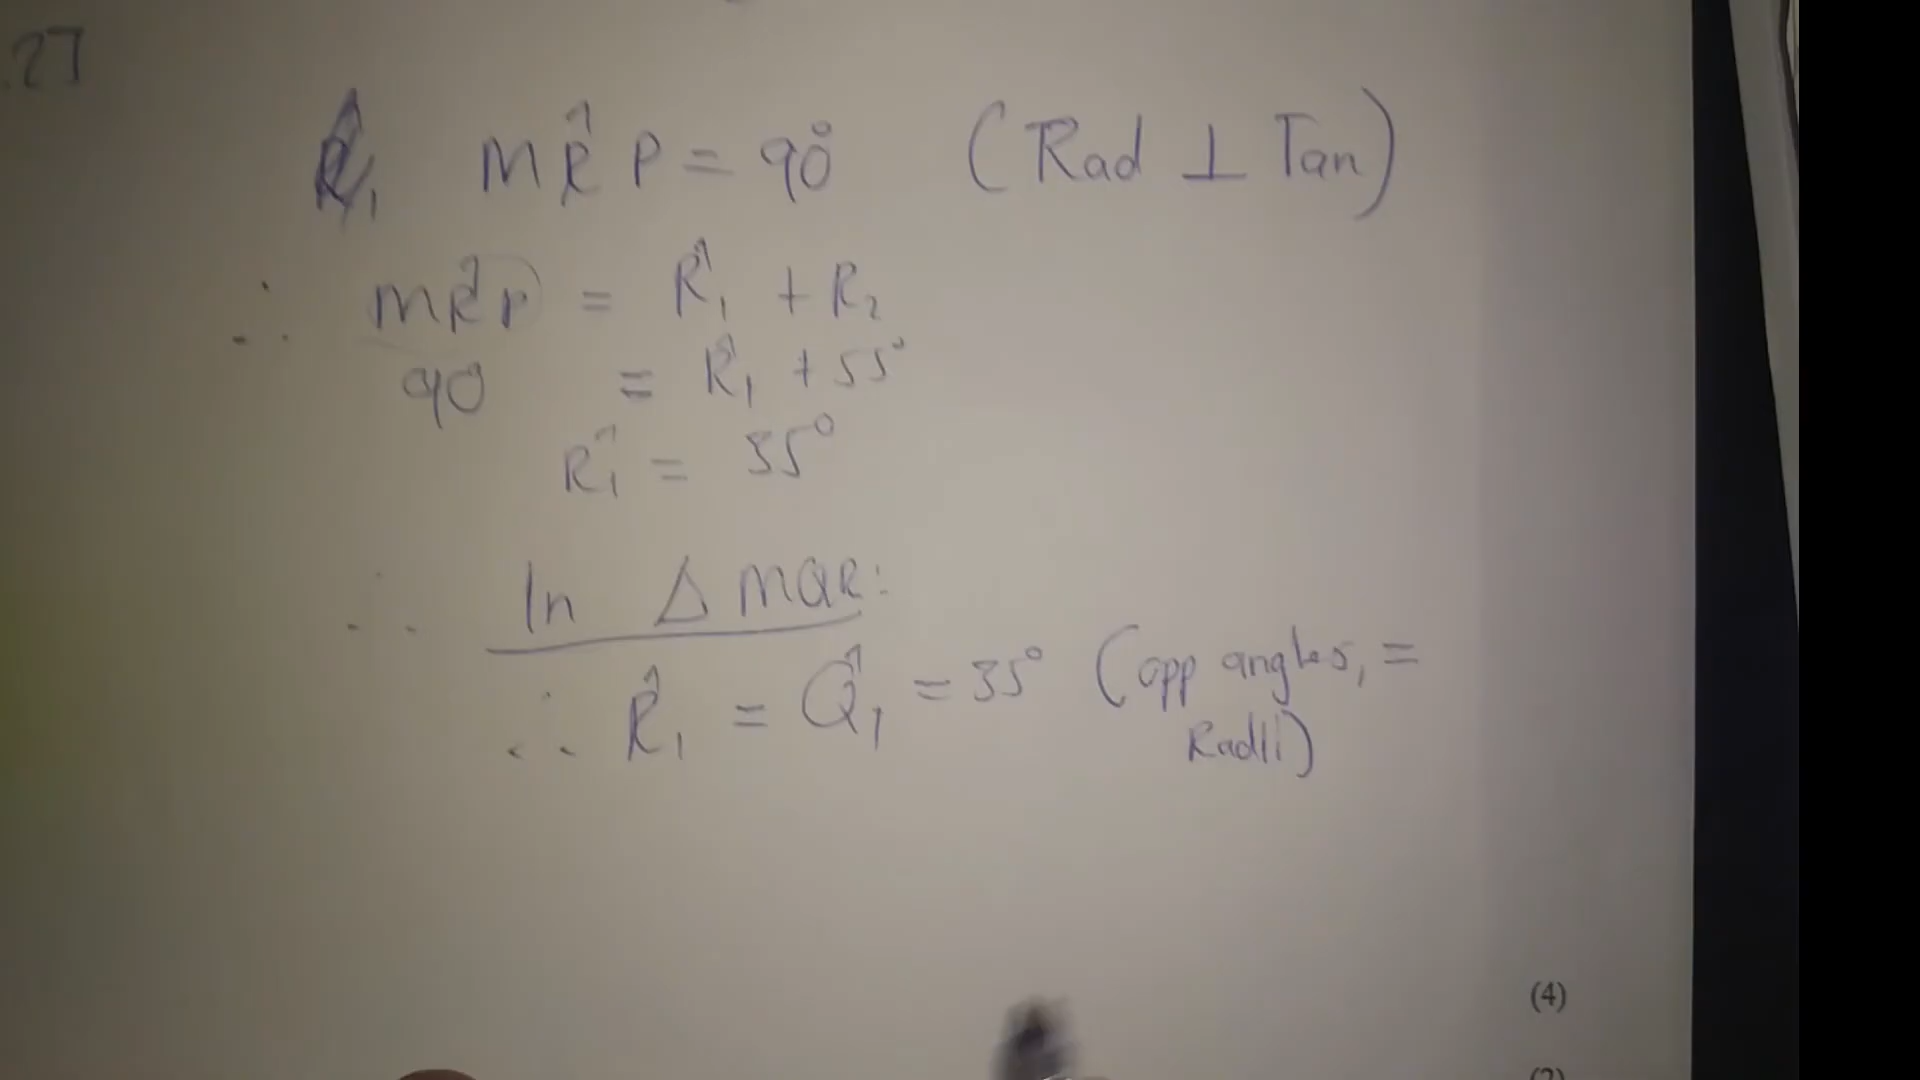 .27
R̂₁ MR̂P = 90° (Rad ⊥ Tan)
∴ MR̂P = R̂₁ + R₂
90 = R̂₁ + 55°
R̂₁ = 35°
∴ In Δ MQR:
∴ R̂₁ = Q̂₁ = 35° (opp angles, =
Radii)
(4)